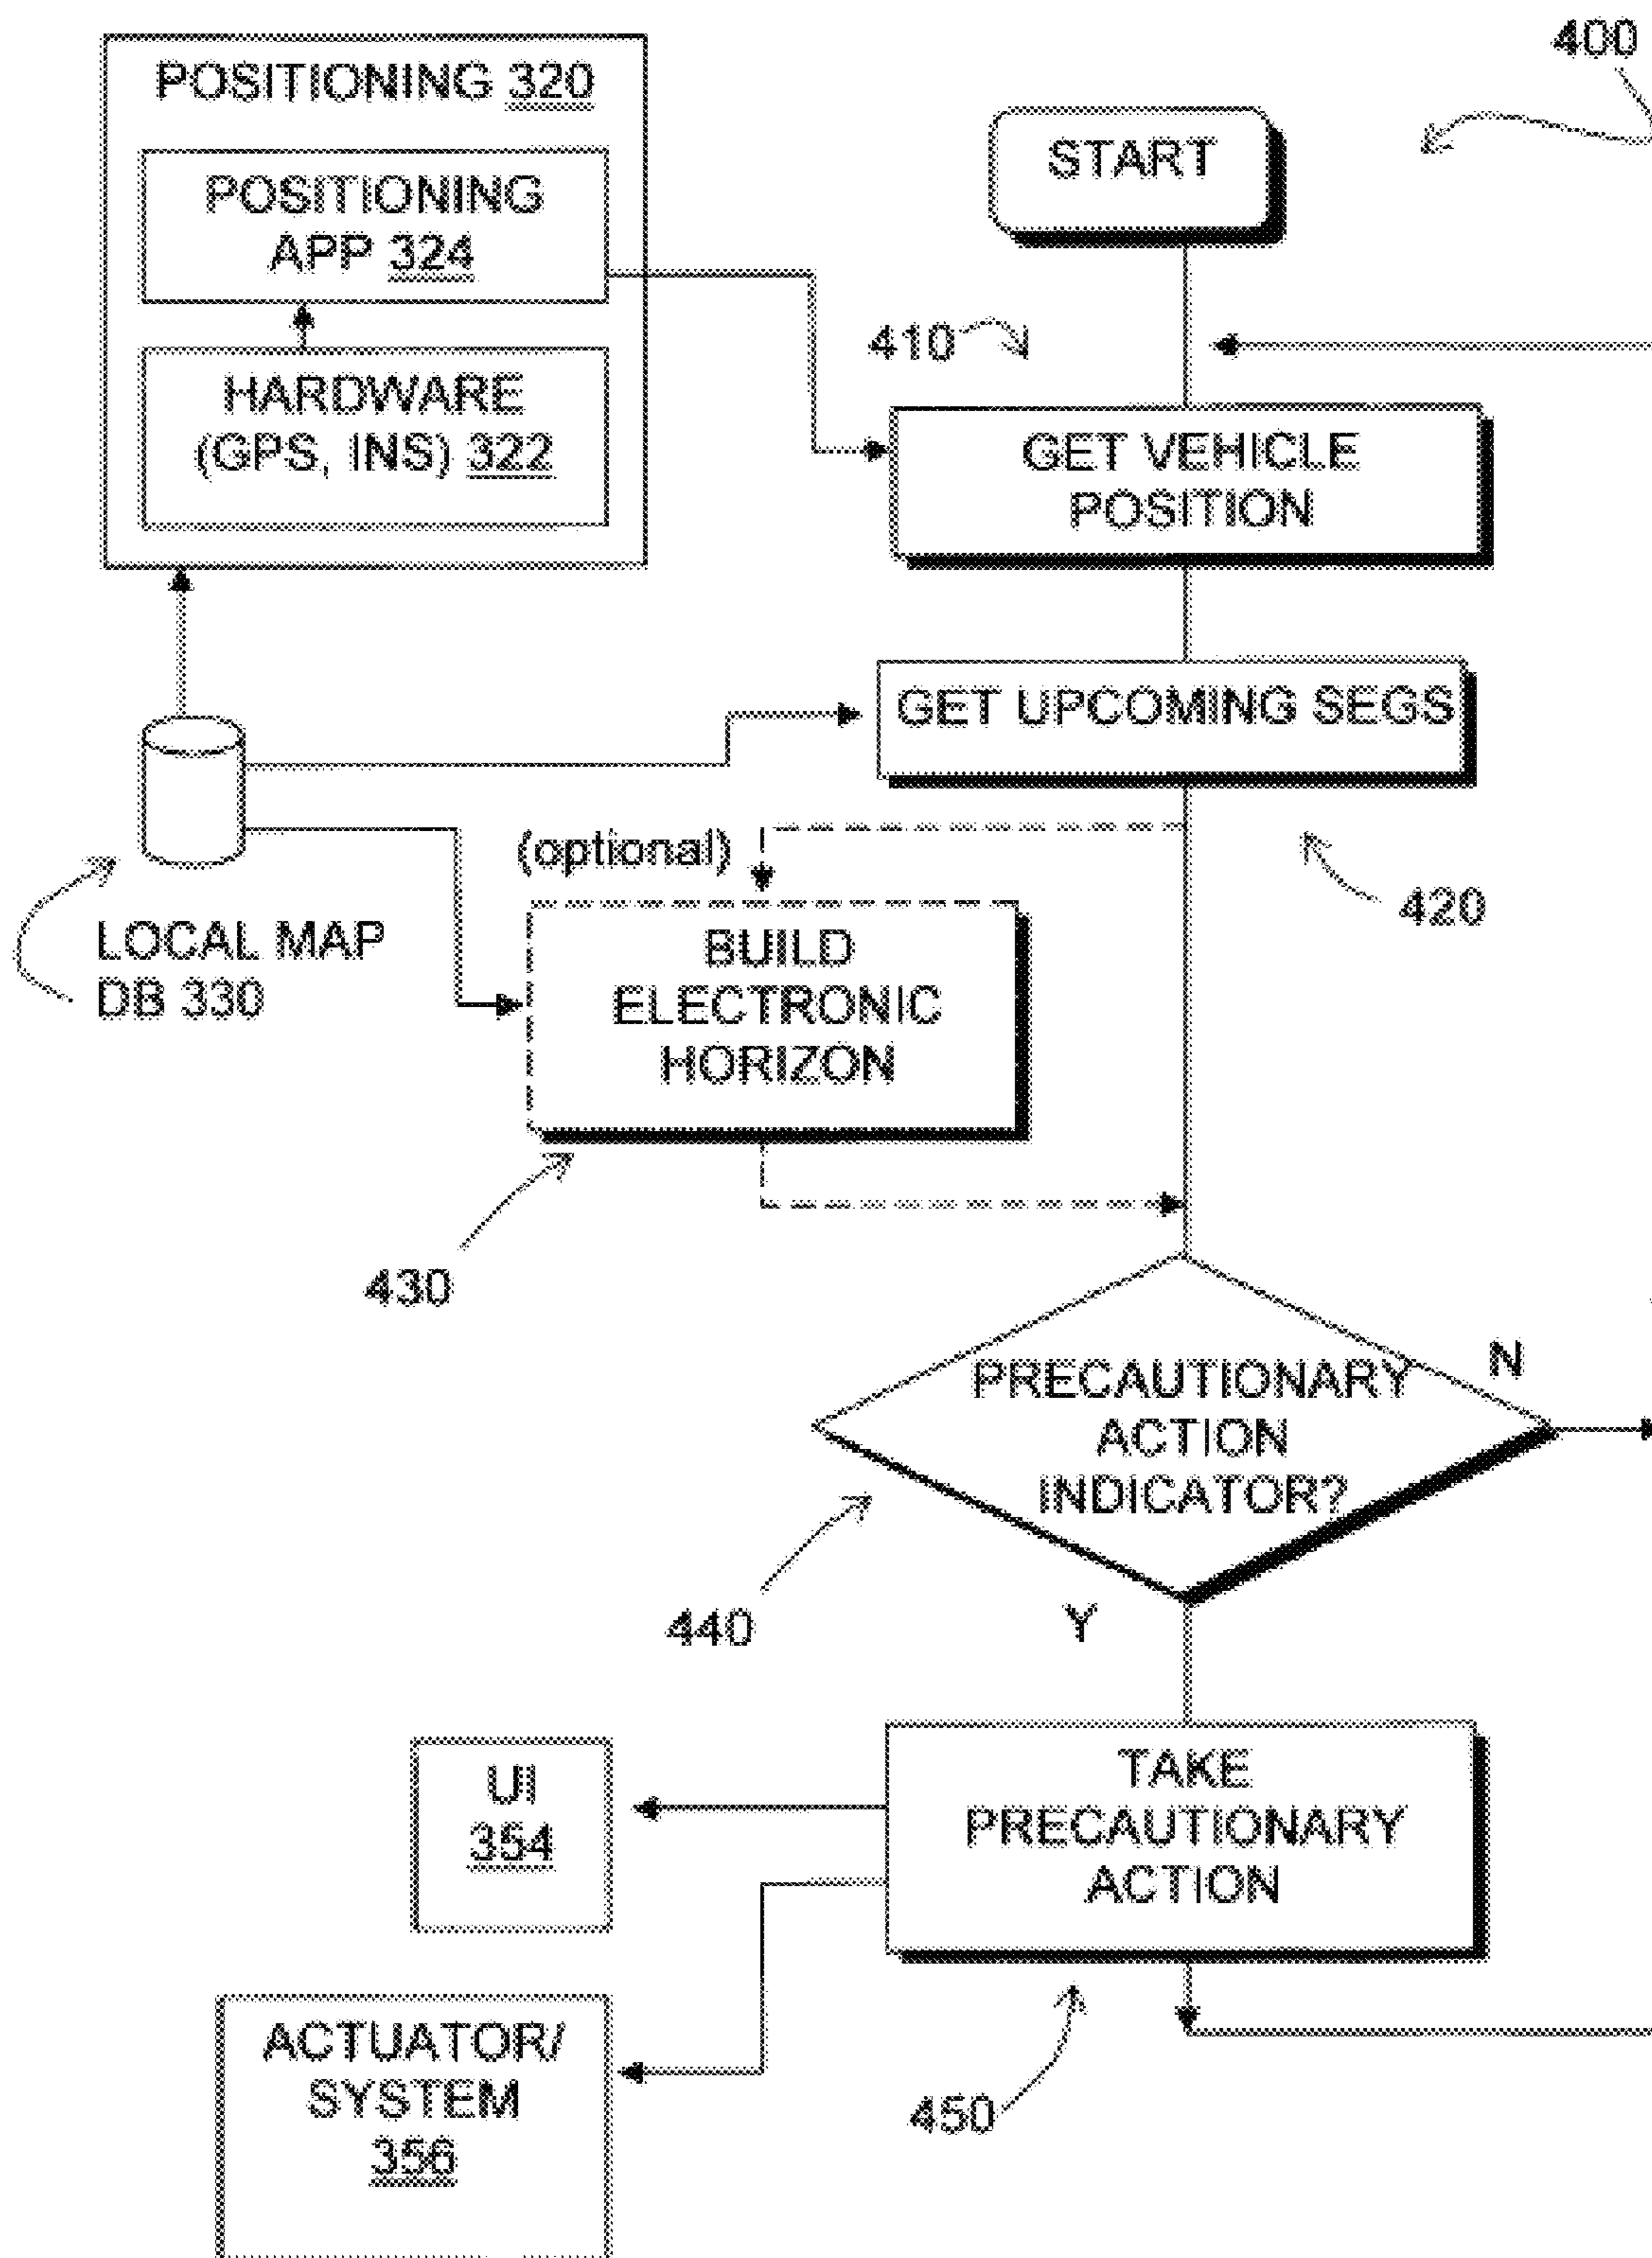 400
POSITIONING 320
START
POSITIONING
APP 324
410
HARDWARE
(GPS, INS) 322
GET VEHICLE
POSITION
GET UPCOMING SEGS
(optional)
420
LOCAL MAP
DB 330
BUILD
ELECTRONIC
HORIZON
430
PRECAUTIONARY
ACTION
INDICATOR?
N
440
Y
UI
354
TAKE
PRECAUTIONARY
ACTION
ACTUATOR/
SYSTEM
356
450